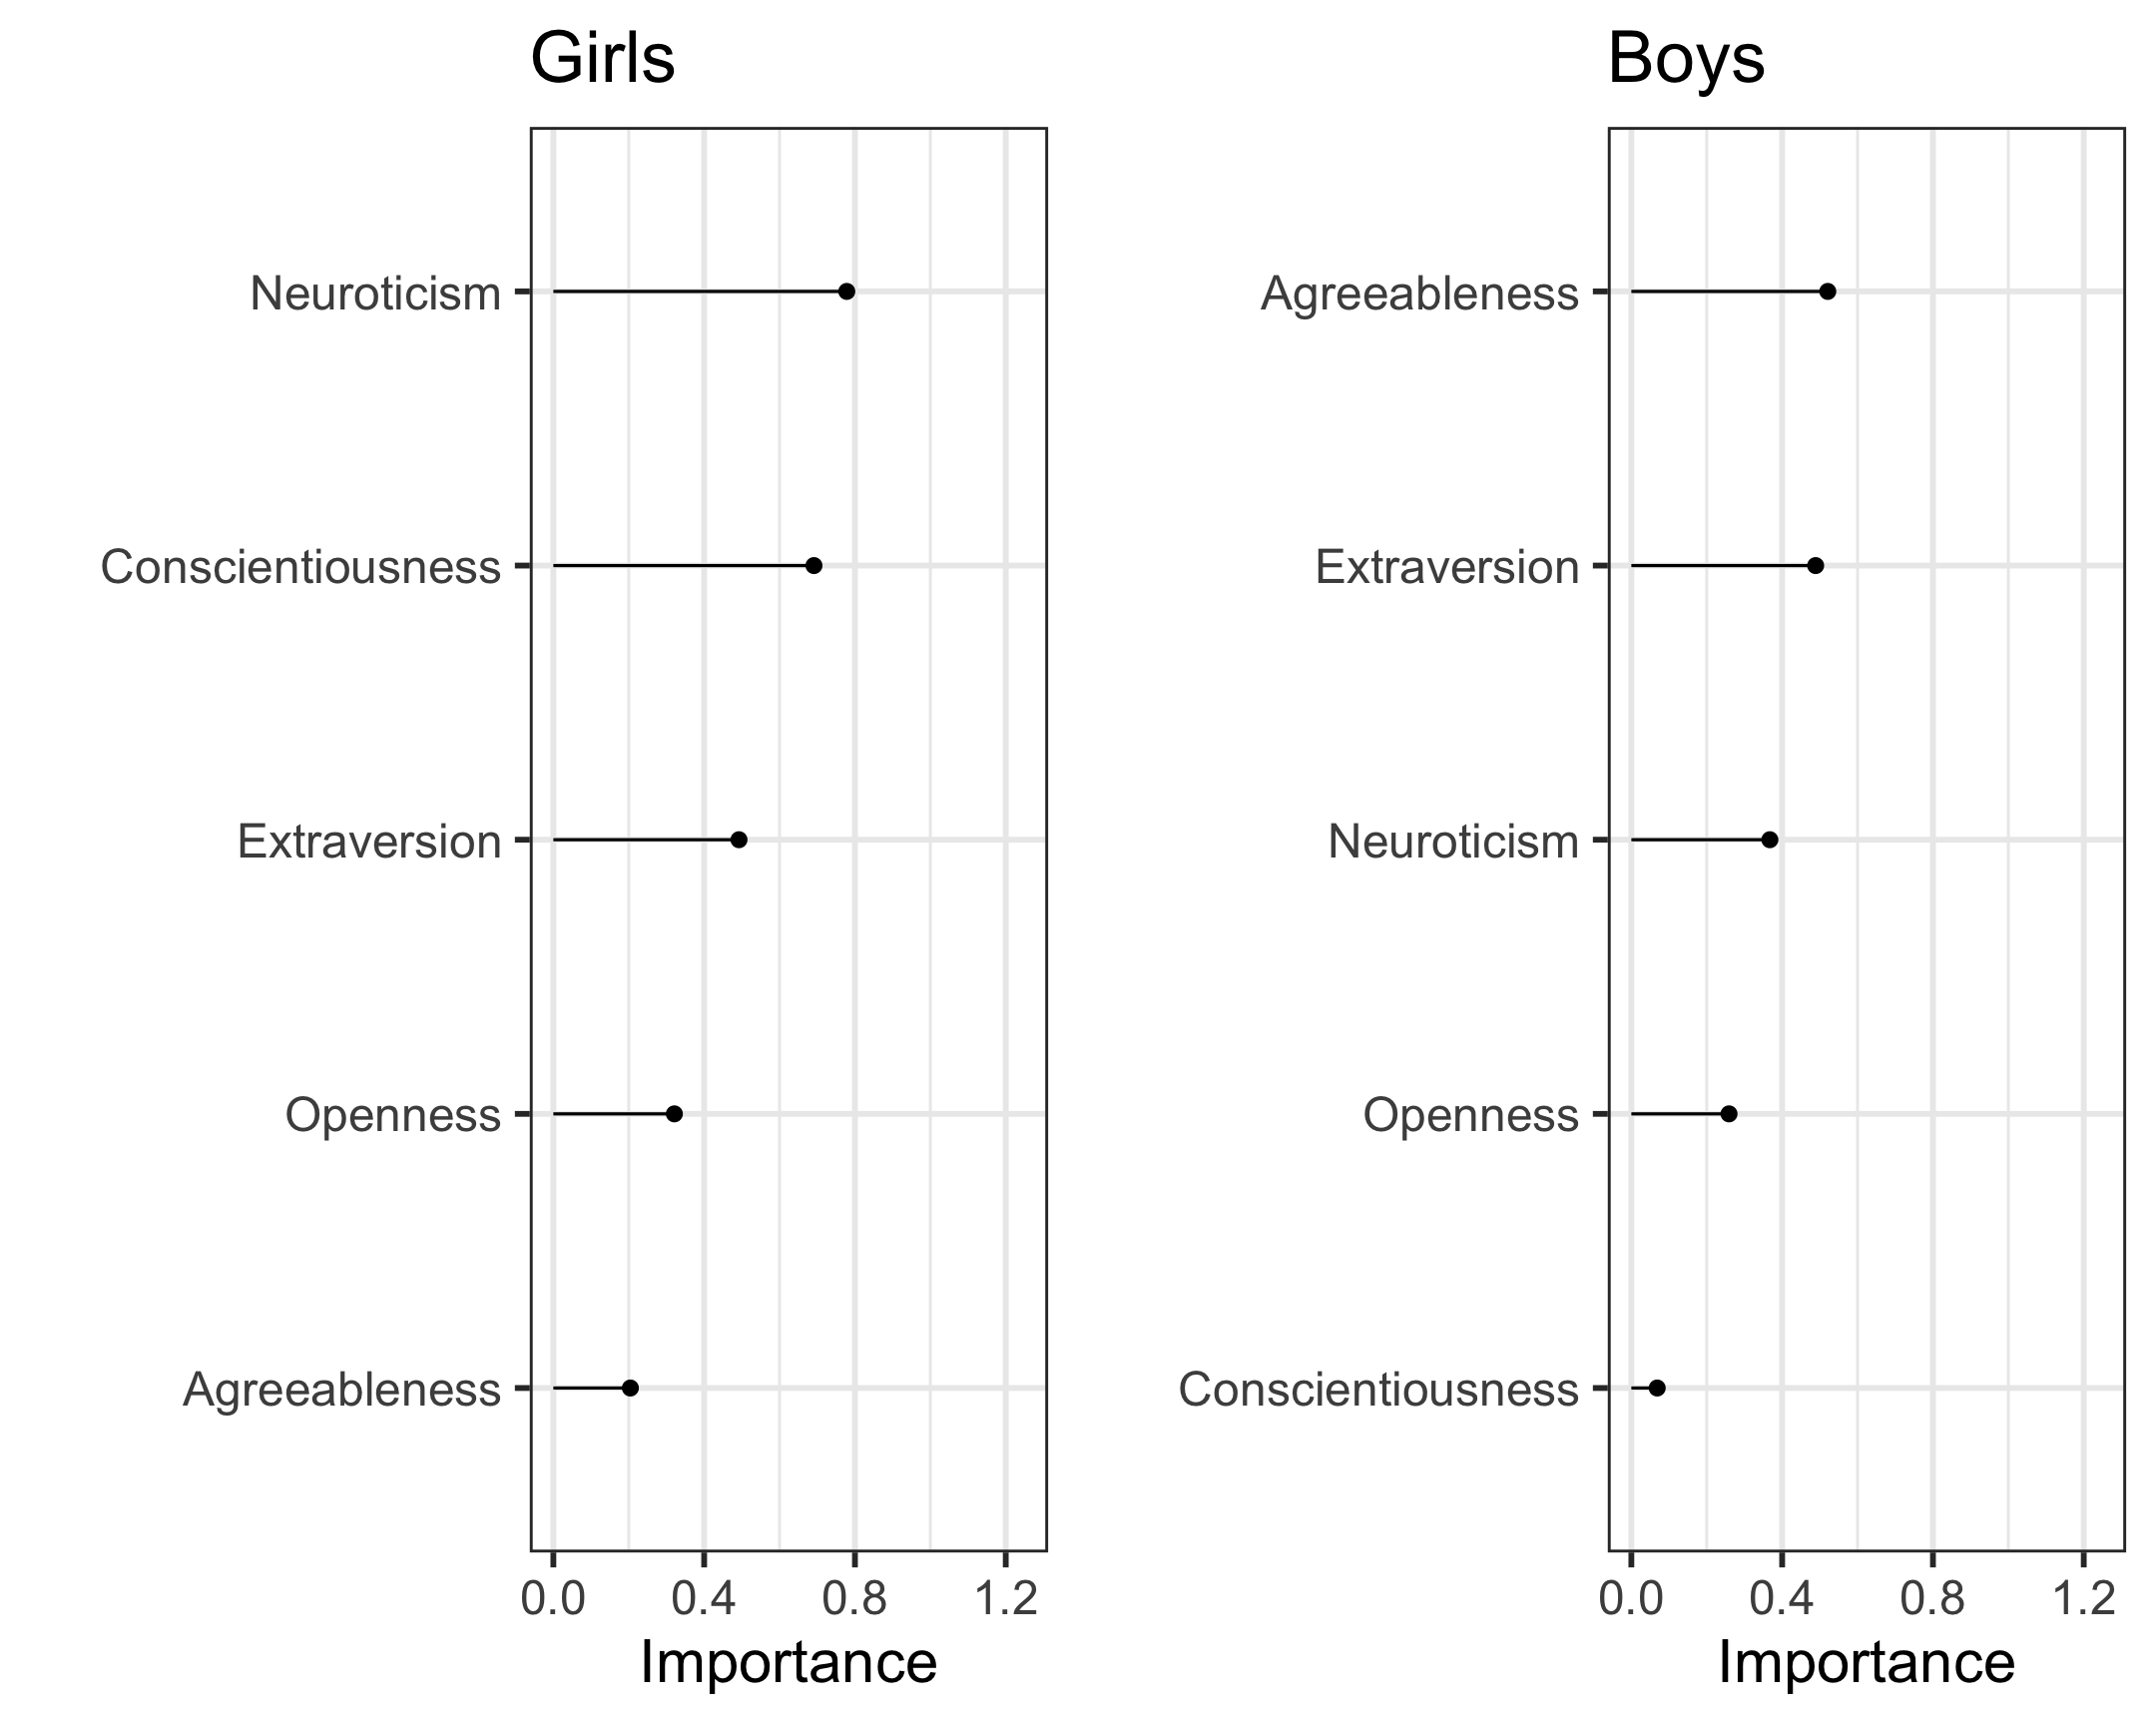 Girls
Neuroticism
Conscientiousness
Extraversion
Openness
Agreeableness
0.0 0.4 0.8 1.2
Importance
Boys
Agreeableness
Extraversion
Neuroticism
Openness
Conscientiousness
0.0 0.4 0.8 1.2
Importance